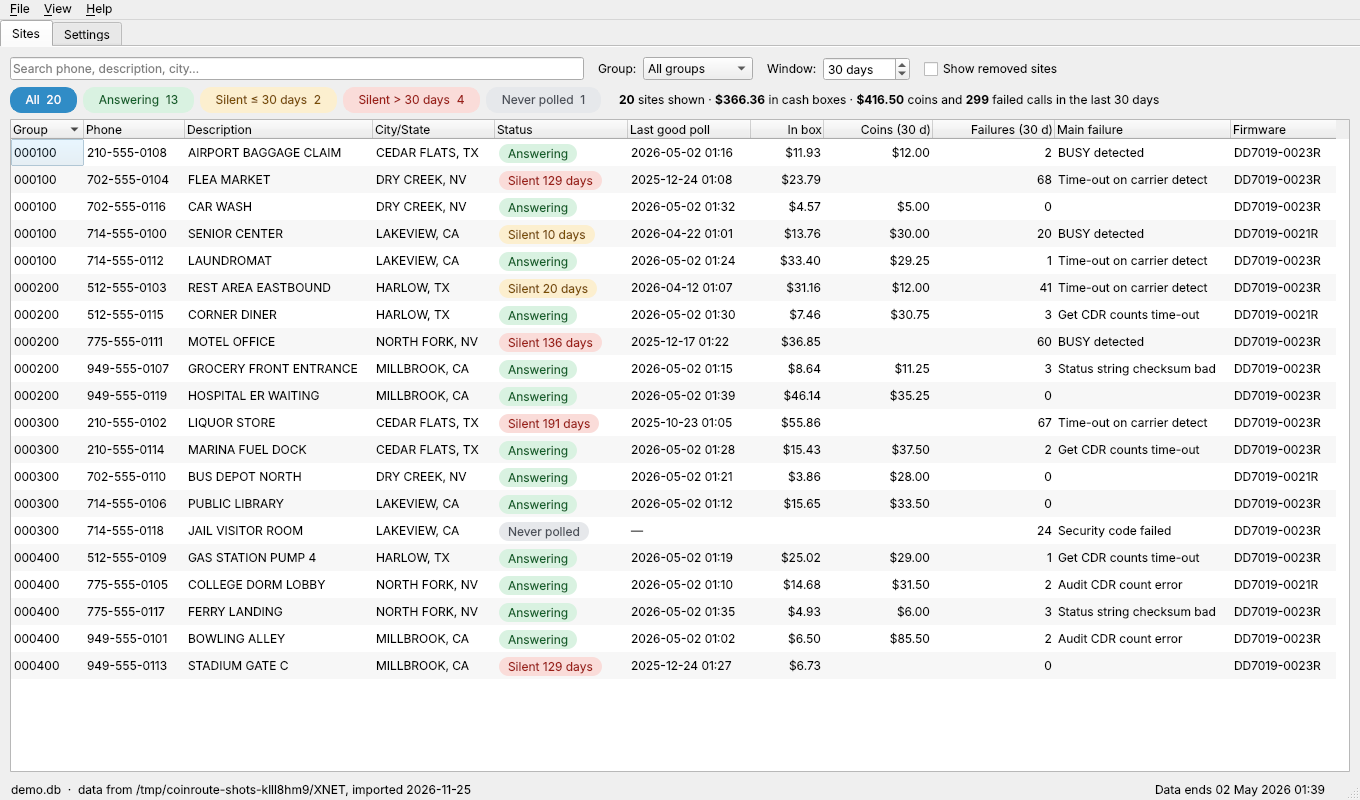 File View Help
Sites Settings
Search phone, description, city... Group: All groups Window: 30 days Show removed sites
All 20 Answering 13 Silent ≤ 30 days 2 Silent > 30 days 4 Never polled 1 20 sites shown · $366.36 in cash boxes · $416.50 coins and 299 failed calls in the last 30 days
Group Phone Description City/State Status Last good poll In box Coins (30 d) Failures (30 d) Main failure Firmware
000100 210-555-0108 AIRPORT BAGGAGE CLAIM CEDAR FLATS, TX Answering 2026-05-02 01:16 $11.93 $12.00 2 BUSY detected DD7019-0023R
000100 702-555-0104 FLEA MARKET DRY CREEK, NV Silent 129 days 2025-12-24 01:08 $23.79 68 Time-out on carrier detect DD7019-0023R
000100 702-555-0116 CAR WASH DRY CREEK, NV Answering 2026-05-02 01:32 $4.57 $5.00 0 DD7019-0023R
000100 714-555-0100 SENIOR CENTER LAKEVIEW, CA Silent 10 days 2026-04-22 01:01 $13.76 $30.00 20 BUSY detected DD7019-0021R
000100 714-555-0112 LAUNDROMAT LAKEVIEW, CA Answering 2026-05-02 01:24 $33.40 $29.25 1 Time-out on carrier detect DD7019-0023R
000200 512-555-0103 REST AREA EASTBOUND HARLOW, TX Silent 20 days 2026-04-12 01:07 $31.16 $12.00 41 Time-out on carrier detect DD7019-0023R
000200 512-555-0115 CORNER DINER HARLOW, TX Answering 2026-05-02 01:30 $7.46 $30.75 3 Get CDR counts time-out DD7019-0021R
000200 775-555-0111 MOTEL OFFICE NORTH FORK, NV Silent 136 days 2025-12-17 01:22 $36.85 60 BUSY detected DD7019-0023R
000200 949-555-0107 GROCERY FRONT ENTRANCE MILLBROOK, CA Answering 2026-05-02 01:15 $8.64 $11.25 3 Status string checksum bad DD7019-0023R
000200 949-555-0119 HOSPITAL ER WAITING MILLBROOK, CA Answering 2026-05-02 01:39 $46.14 $35.25 0 DD7019-0023R
000300 210-555-0102 LIQUOR STORE CEDAR FLATS, TX Silent 191 days 2025-10-23 01:05 $55.86 67 Time-out on carrier detect DD7019-0023R
000300 210-555-0114 MARINA FUEL DOCK CEDAR FLATS, TX Answering 2026-05-02 01:28 $15.43 $37.50 2 Get CDR counts time-out DD7019-0023R
000300 702-555-0110 BUS DEPOT NORTH DRY CREEK, NV Answering 2026-05-02 01:21 $3.86 $28.00 0 DD7019-0021R
000300 714-555-0106 PUBLIC LIBRARY LAKEVIEW, CA Answering 2026-05-02 01:12 $15.65 $33.50 0 DD7019-0023R
000300 714-555-0118 JAIL VISITOR ROOM LAKEVIEW, CA Never polled — 24 Security code failed DD7019-0023R
000400 512-555-0109 GAS STATION PUMP 4 HARLOW, TX Answering 2026-05-02 01:19 $25.02 $29.00 1 Get CDR counts time-out DD7019-0023R
000400 775-555-0105 COLLEGE DORM LOBBY NORTH FORK, NV Answering 2026-05-02 01:10 $14.68 $31.50 2 Audit CDR count error DD7019-0021R
000400 775-555-0117 FERRY LANDING NORTH FORK, NV Answering 2026-05-02 01:35 $4.93 $6.00 3 Status string checksum bad DD7019-0023R
000400 949-555-0101 BOWLING ALLEY MILLBROOK, CA Answering 2026-05-02 01:02 $6.50 $85.50 2 Audit CDR count error DD7019-0023R
000400 949-555-0113 STADIUM GATE C MILLBROOK, CA Silent 129 days 2025-12-24 01:27 $6.73 0 DD7019-0023R
demo.db · data from /tmp/coinroute-shots-klll8hm9/XNET, imported 2026-11-25 Data ends 02 May 2026 01:39